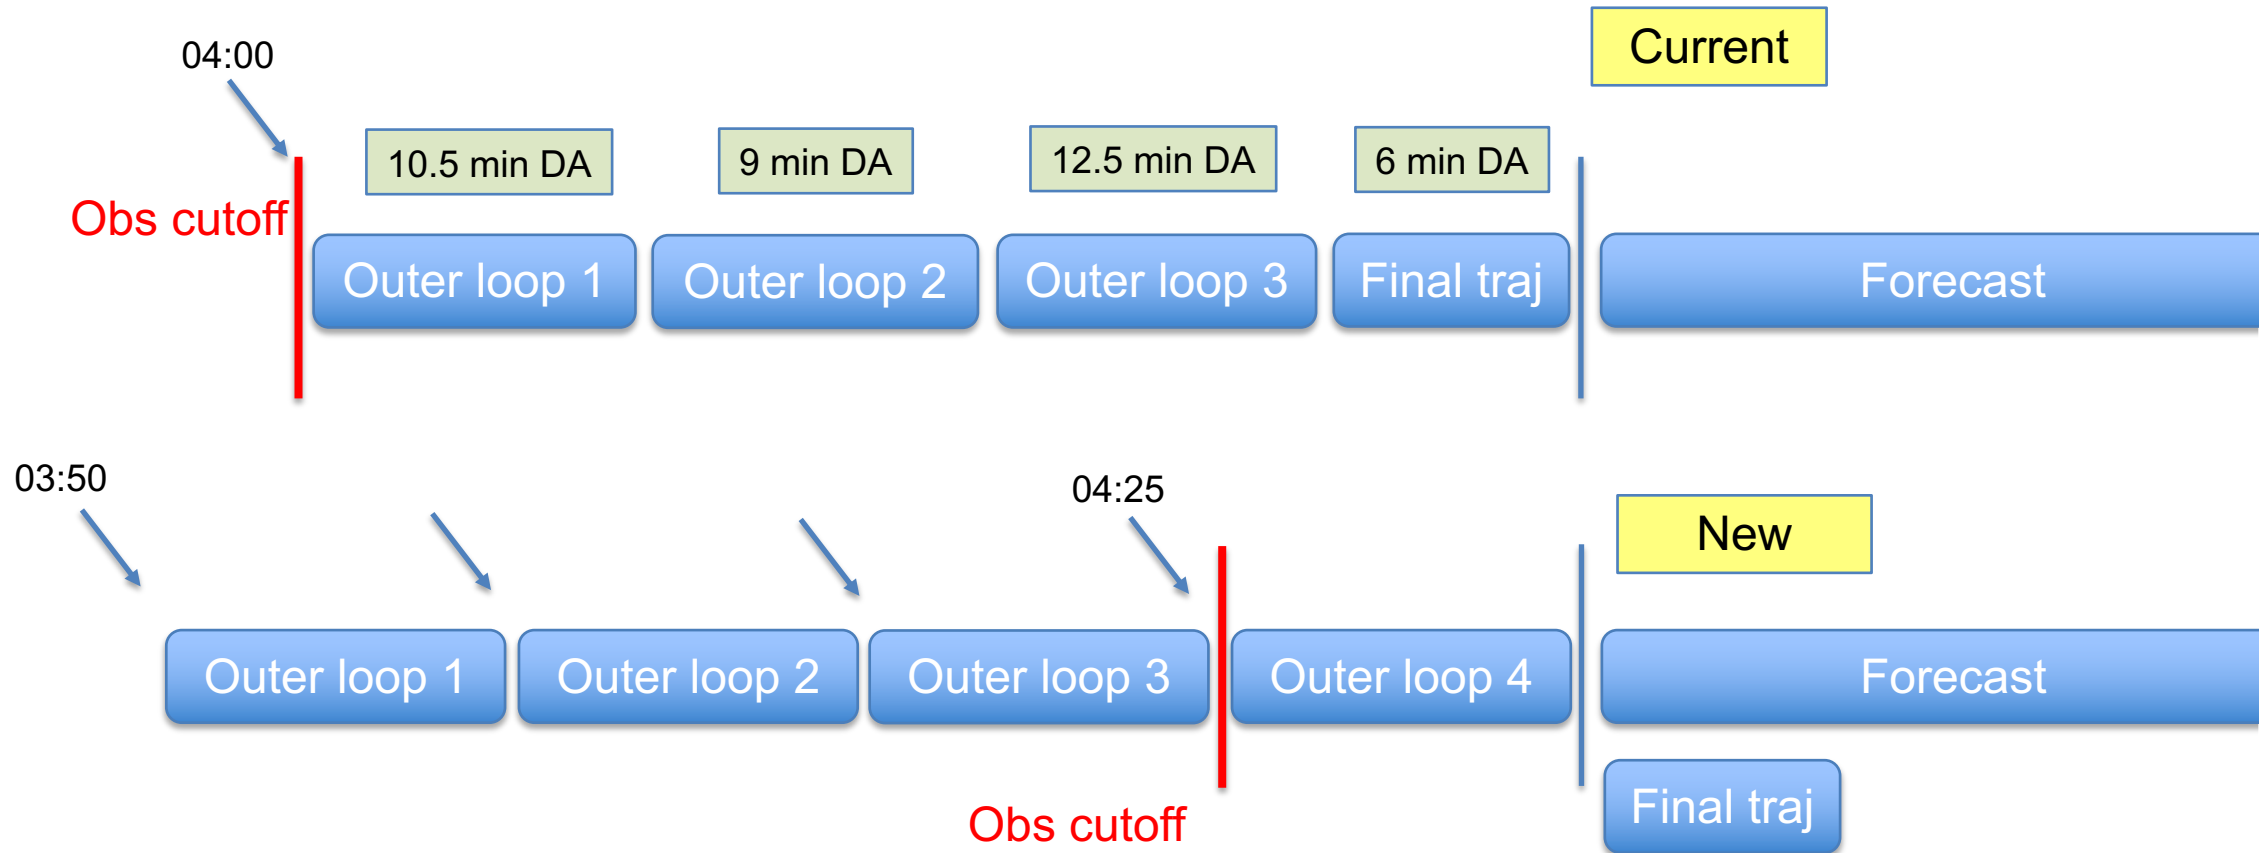 Current
04:00
10.5 min DA
9 min DA
12.5 min DA
6 min DA
Obs cutoff
Outer loop 1
Outer loop 2
Outer loop 3
Final traj
Forecast
03:50
04:25
New
Outer loop 1
Outer loop 2
Outer loop 3
Outer loop 4
Forecast
Obs cutoff
Final traj